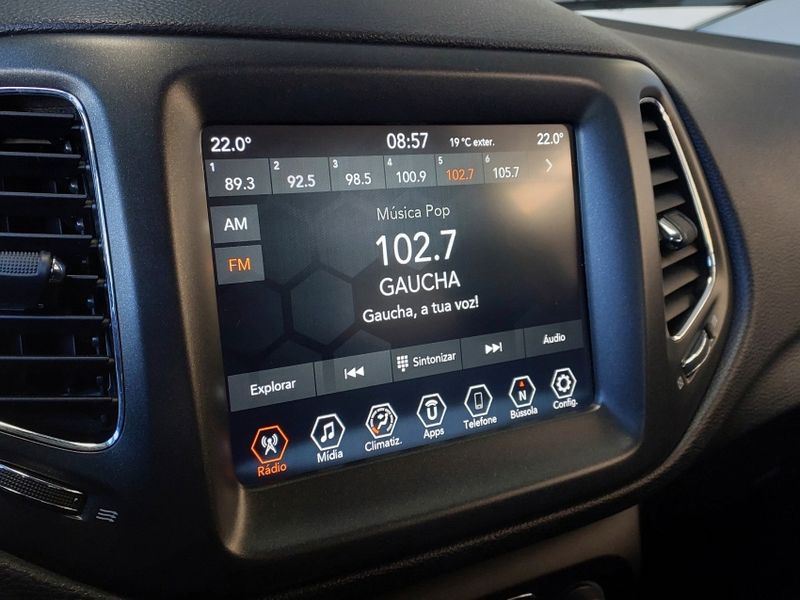 22.0° 08:57 19 °C exter. 22.0°
1 2 3 4 5 6
89.3 92.5 98.5 100.9 102.7 105.7
AM
FM
Música Pop
102.7
GAUCHA
Gaucha, a tua voz!
Explorar Sintonizar Áudio
Rádio Mídia Climatiz. Apps Telefone N Bússola Config.